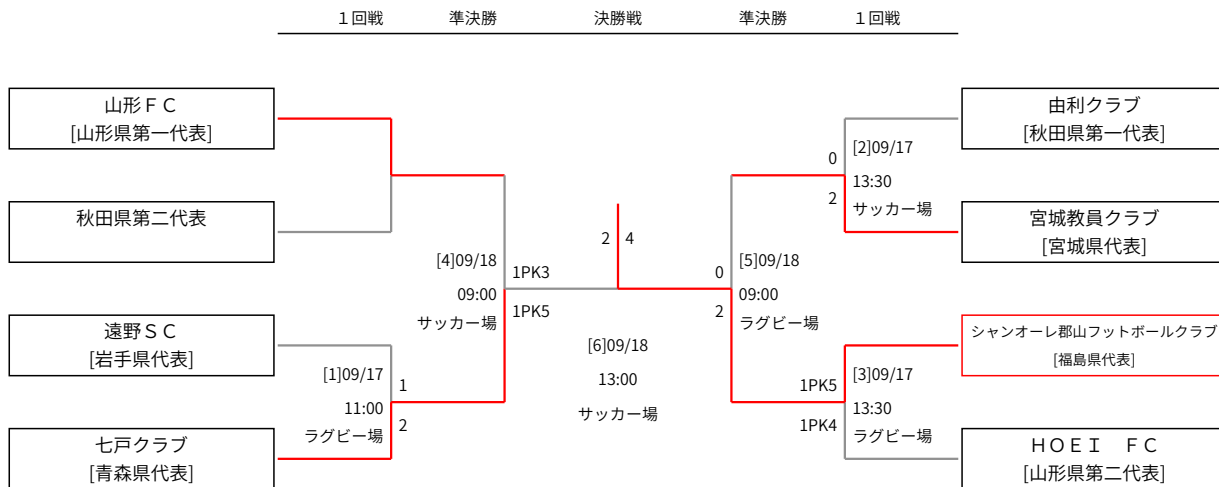 １回戦 準決勝 決勝戦 準決勝 １回戦
山形ＦＣ
[山形県第一代表]
秋田県第二代表
遠野ＳＣ
[岩手県代表]
七戸クラブ
[青森県代表]
[1]09/17
11:00
ラグビー場
1
2
[4]09/18
09:00
サッカー場
1PK3
1PK5
2 4
[6]09/18
13:00
サッカー場
0
2
[5]09/18
09:00
ラグビー場
0
2
[2]09/17
13:30
サッカー場
1PK5
1PK4
[3]09/17
13:30
ラグビー場
由利クラブ
[秋田県第一代表]
宮城教員クラブ
[宮城県代表]
シャンオーレ郡山フットボールクラブ
[福島県代表]
ＨＯＥＩ　ＦＣ
[山形県第二代表]